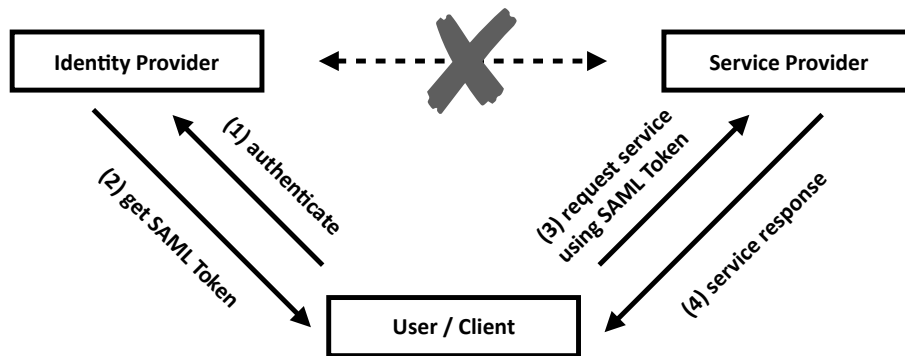 Identity Provider
Service Provider
(1) authenticate
(2) get SAML Token
(3) request service
using SAML Token
(4) service response
User / Client